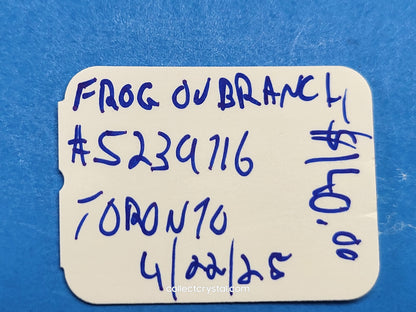 FROG ON BRANCH
#5239716
TORONTO
4/22/25
$140.00
collectcrystal.com